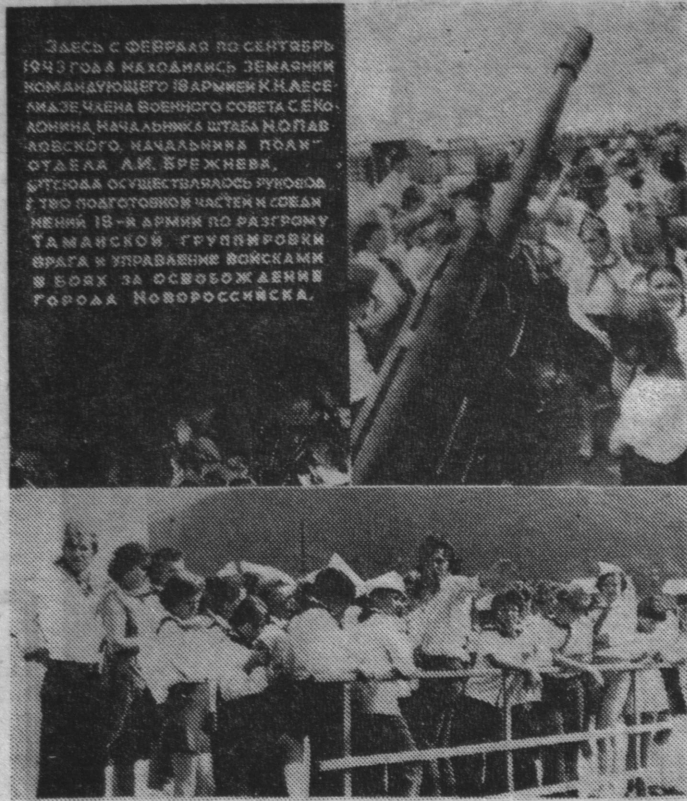 ЗДЕСЬ С ФЕВРАЛЯ ПО СЕНТЯБРЬ
1943 ГОДА НАХОДИЛИСЬ ЗЕМЛЯНКИ
КОМАНДУЮЩЕГО 18 АРМИЕЙ К.Н.ЛЕСЕ-
ЛИДЗЕ, ЧЛЕНА ВОЕННОГО СОВЕТА С.Е.КО-
ЛОНИНА, НАЧАЛЬНИКА ШТАБА Н.О.ПАВ-
ЛОВСКОГО, НАЧАЛЬНИКА ПОЛИТ-
ОТДЕЛА Л.И. БРЕЖНЕВА,
ОТСЮДА ОСУЩЕСТВЛЯЛОСЬ РУКОВОД
СТВО ПОДГОТОВКОЙ ЧАСТЕЙ И СОЕДИ
НЕНИЙ 18-Й АРМИИ ПО РАЗГРОМУ
ТАМАНСКОЙ ГРУППИРОВКИ
ВРАГА И УПРАВЛЕНИЕ ВОЙСКАМИ
В БОЯХ ЗА ОСВОБОЖДЕНИЕ
ГОРОДА НОВОРОССИЙСКА.